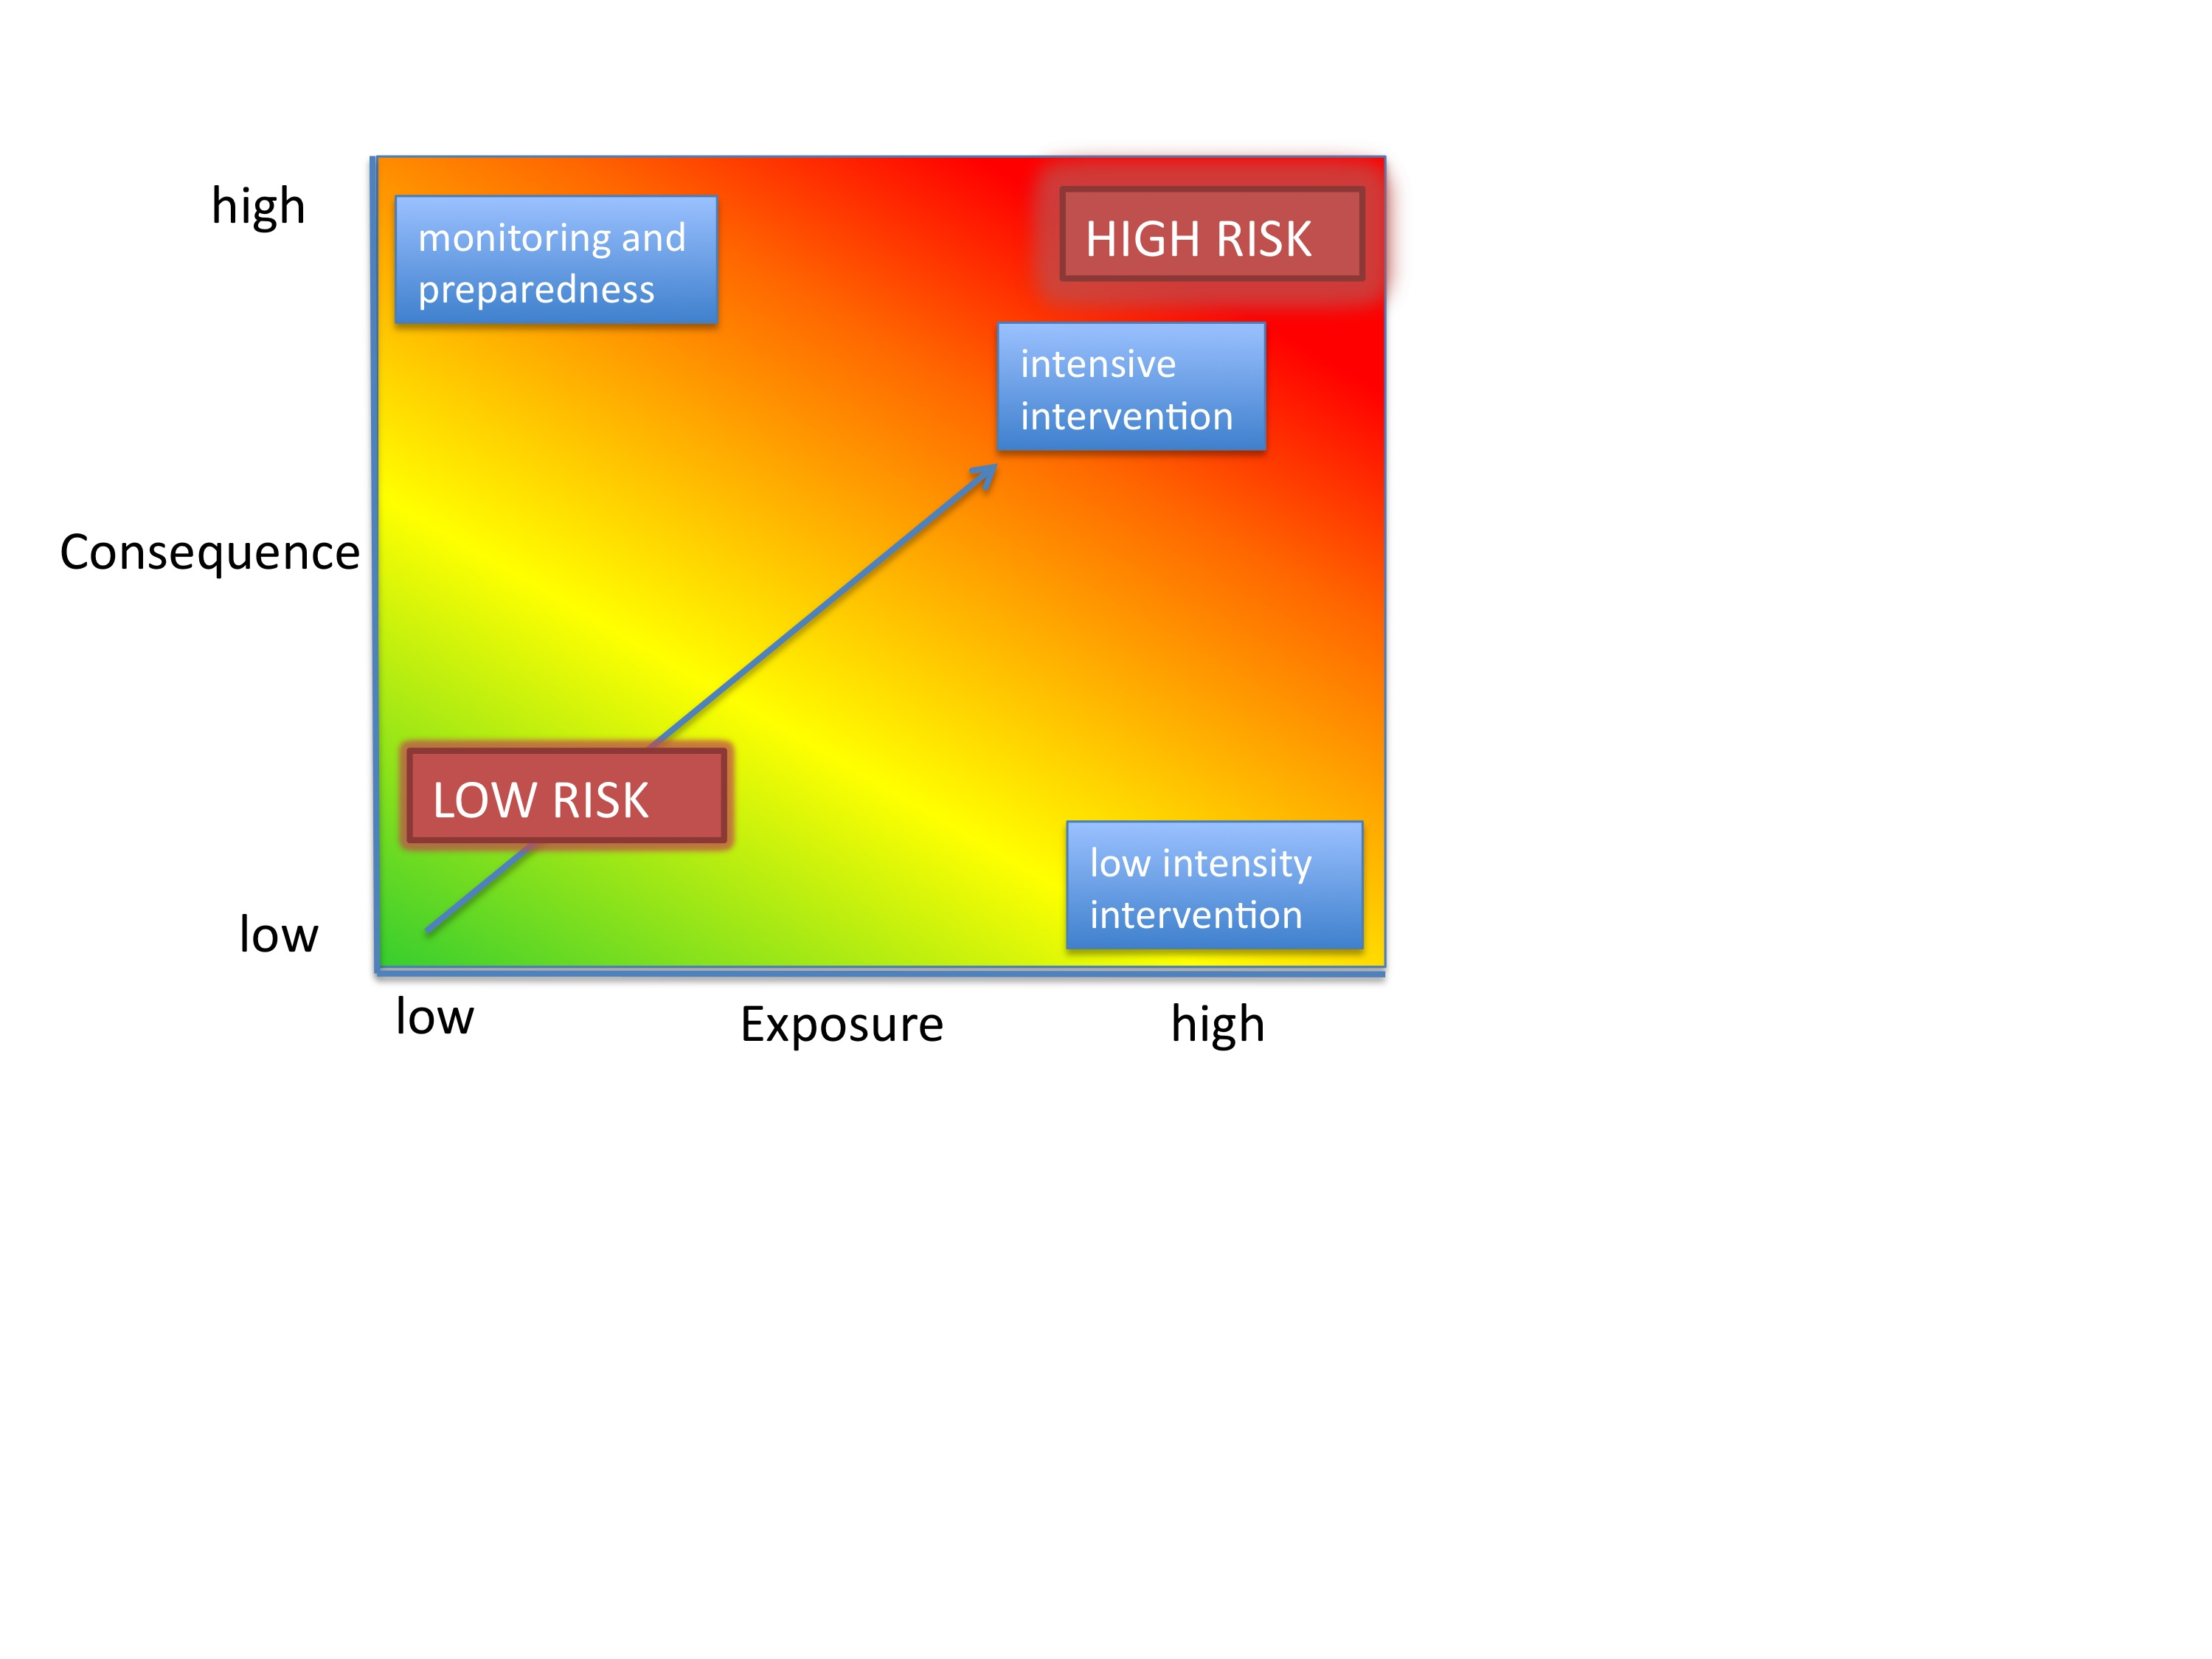 high
monitoring and
preparedness
HIGH RISK
intensive
intervention
Consequence
LOW RISK
low intensity
intervention
low
low
Exposure
high